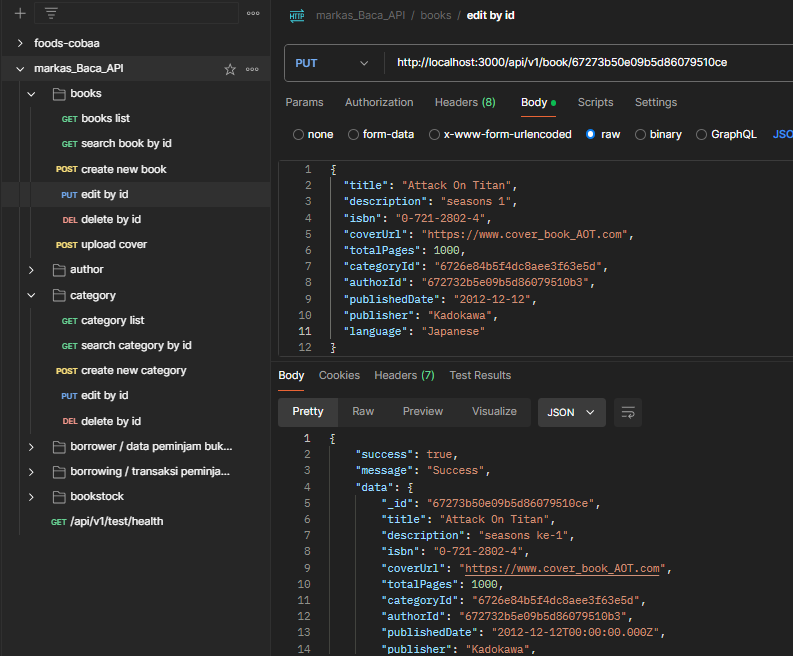 HTTP markas_Baca_API / books / edit by id
foods-cobaa
markas_Baca_API
books
GET books list
GET search book by id
POST create new book
PUT edit by id
DEL delete by id
POST upload cover
author
category
GET category list
GET search category by id
POST create new category
PUT edit by id
DEL delete by id
borrower / data peminjam buk...
borrowing / transaksi peminja...
bookstock
GET /api/v1/test/health
PUT http://localhost:3000/api/v1/book/67273b50e09b5d86079510ce
Params Authorization Headers (8) Body Scripts Settings
none form-data x-www-form-urlencoded raw binary GraphQL JSO
1 {
2 "title": "Attack On Titan",
3 "description": "seasons 1",
4 "isbn": "0-721-2802-4",
5 "coverUrl": "https://www.cover_book_AOT.com",
6 "totalPages": 1000,
7 "categoryId": "6726e84b5f4dc8aee3f63e5d",
8 "authorId": "672732b5e09b5d86079510b3",
9 "publishedDate": "2012-12-12",
10 "publisher": "Kadokawa",
11 "language": "Japanese"
12 }
Body Cookies Headers (7) Test Results
Pretty Raw Preview Visualize JSON
1 {
2 "success": true,
3 "message": "Success",
4 "data": {
5 "_id": "67273b50e09b5d86079510ce",
6 "title": "Attack On Titan",
7 "description": "seasons ke-1",
8 "isbn": "0-721-2802-4",
9 "coverUrl": "https://www.cover_book_AOT.com",
10 "totalPages": 1000,
11 "categoryId": "6726e84b5f4dc8aee3f63e5d",
12 "authorId": "672732b5e09b5d86079510b3",
13 "publishedDate": "2012-12-12T00:00:00.000Z",
14 "publisher": "Kadokawa",